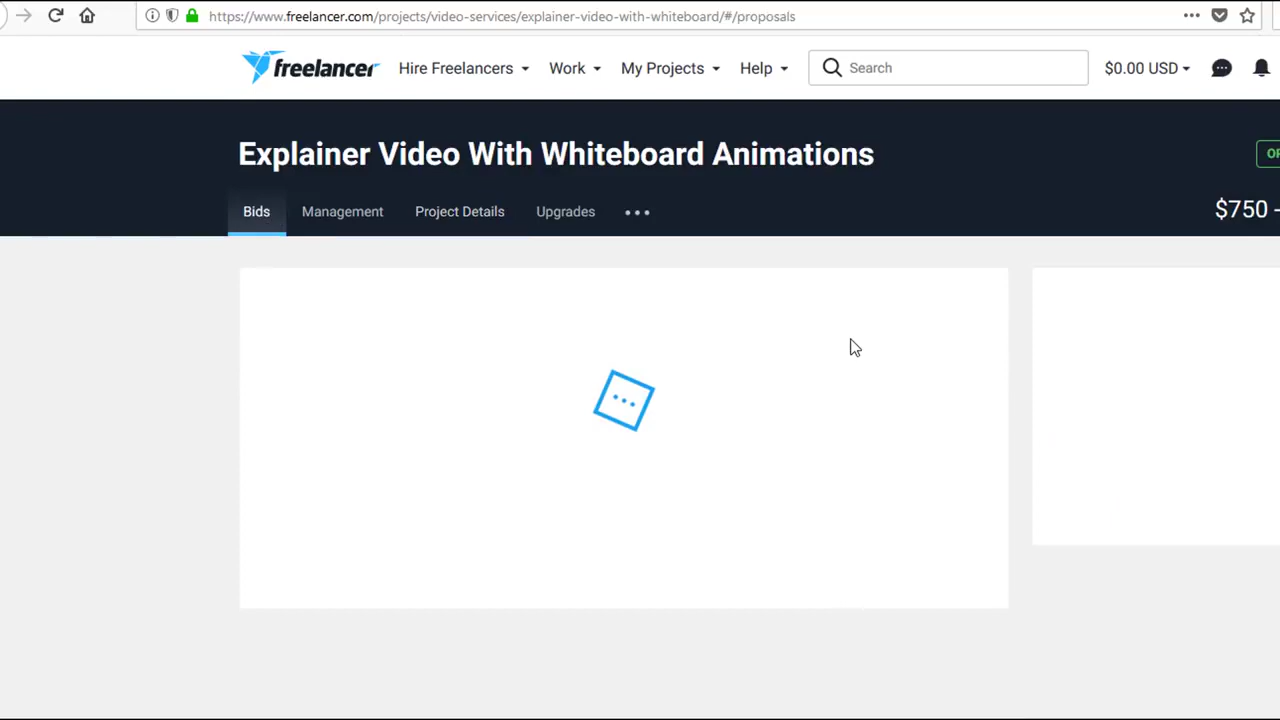 https://www.freelancer.com/projects/video-services/explainer-video-with-whiteboard/#/proposals
freelancer Hire Freelancers Work My Projects Help Search $0.00 USD
Explainer Video With Whiteboard Animations
Bids Management Project Details Upgrades
$750 -